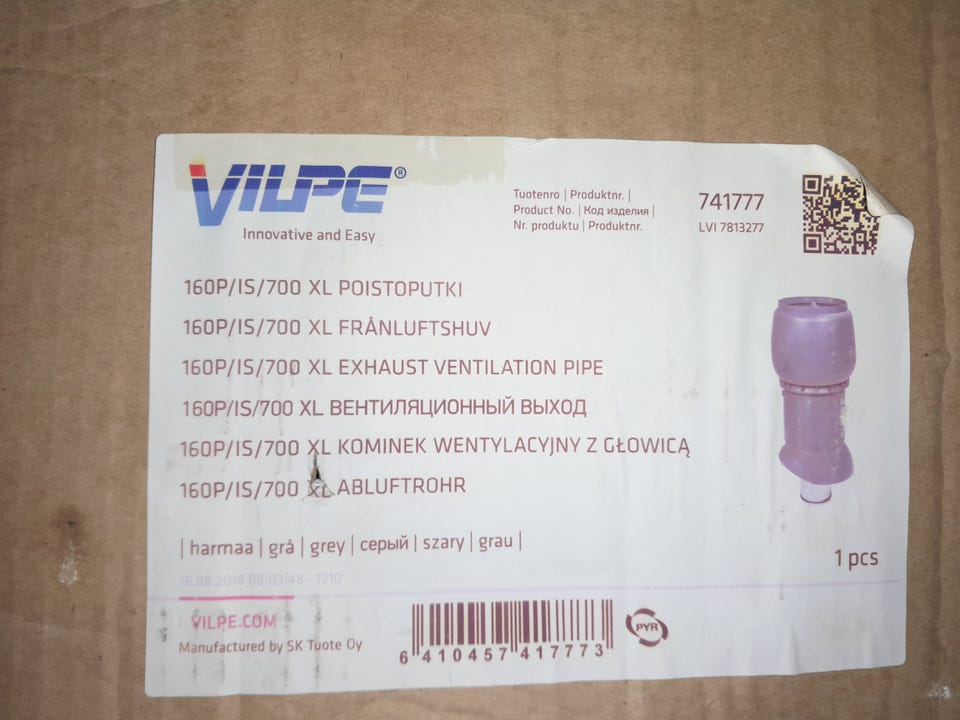 VILPE®
Innovative and Easy
Tuotenro | Produktnr. |
Product No. | Код изделия |
Nr. produktu | Produktnr.
741777
LVI 7813277
160P/IS/700 XL POISTOPUTKI
160P/IS/700 XL FRÅNLUFTSHUV
160P/IS/700 XL EXHAUST VENTILATION PIPE
160P/IS/700 XL ВЕНТИЛЯЦИОННЫЙ ВЫХОД
160P/IS/700 XL KOMINEK WENTYLACYJNY Z GŁOWICĄ
160P/IS/700 XL ABLUFTROHR
| harmaa | grå | grey | серый | szary | grau |
1 pcs
16.08.2018 08:03:48 - 1210
VILPE.COM
Manufactured by SK Tuote Oy
6 410457 417773
PYR